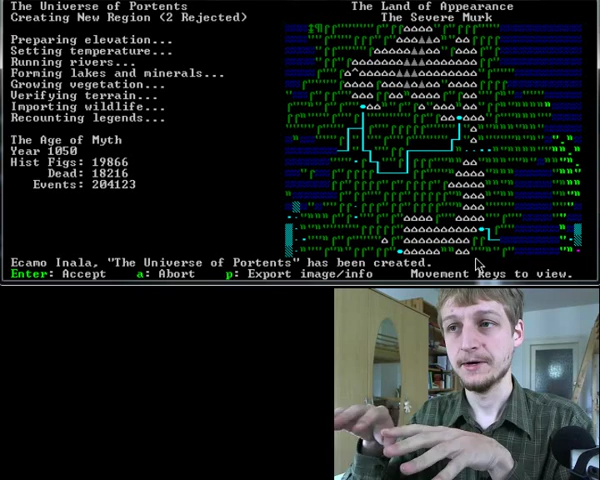 The Universe of Portents
Creating New Region (2 Rejected)
The Land of Appearance
The Severe Murk
Preparing elevation...
Setting temperature...
Running rivers...
Forming lakes and minerals...
Growing vegetation...
Verifying terrain...
Importing wildlife...
Recounting legends...
The Age of Myth
Year 1050
Hist Figs: 19866
Dead: 18216
Events: 204123
Ecamo Inala, "The Universe of Portents" has been created.
Enter: Accept a: Abort p: Export image/info Movement Keys to view.